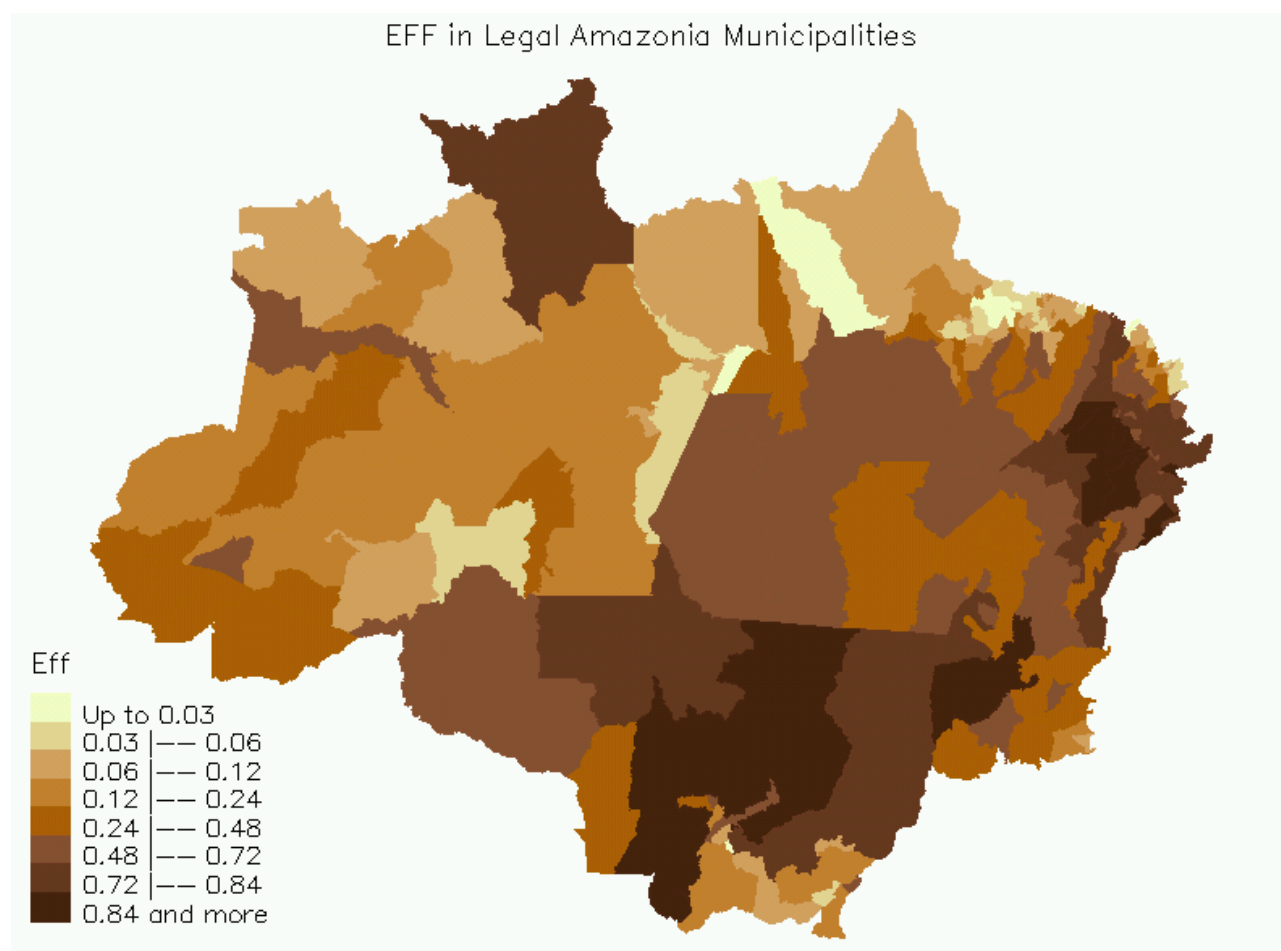 EFF in Legal Amazonia Municipalities
Eff
Up to 0.03
0.03 |–– 0.06
0.06 |–– 0.12
0.12 |–– 0.24
0.24 |–– 0.48
0.48 |–– 0.72
0.72 |–– 0.84
0.84 and more